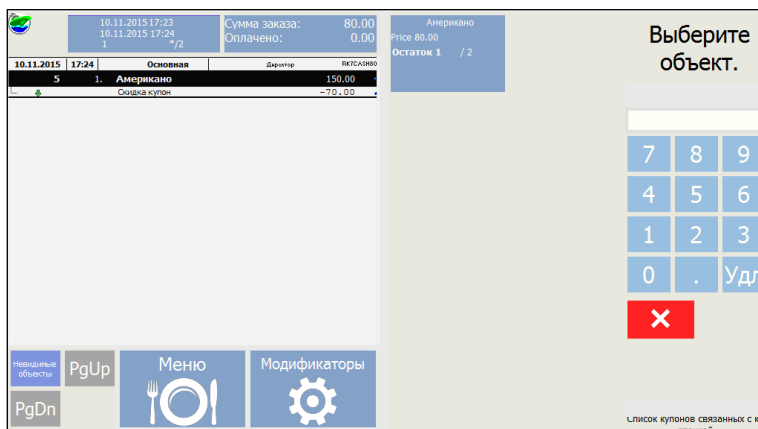 10.11.2015 17:23
10.11.2015 17:24
1 */2
Сумма заказа: 80.00
Оплачено: 0.00
10.11.2015 17:24 Основная Директор RK7CASH80
5 1. Американо 150.00
Скидка купон -70.00
Невидимые объекты
PgUp
PgDn
Меню
Модификаторы
Американо
Price 80.00
Остаток 1 / 2
Выберите
объект.
7 8 9
4 5 6
1 2 3
0 . Удл
Список купонов связанных с к